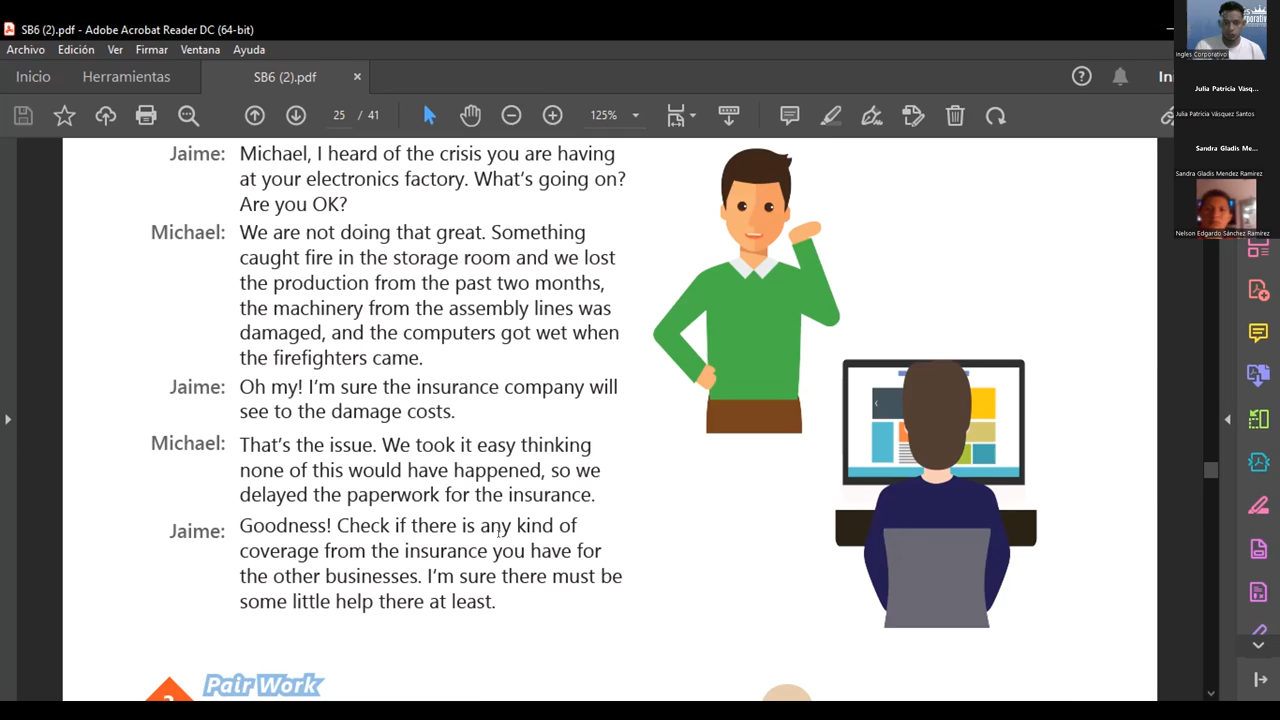 SB6 (2).pdf - Adobe Acrobat Reader DC (64-bit)
Archivo Edición Ver Firmar Ventana Ayuda
Inicio Herramientas SB6 (2).pdf ×
25 / 41 125%
Jaime: Michael, I heard of the crisis you are having
at your electronics factory. What's going on?
Are you OK?
Michael: We are not doing that great. Something
caught fire in the storage room and we lost
the production from the past two months,
the machinery from the assembly lines was
damaged, and the computers got wet when
the firefighters came.
Jaime: Oh my! I'm sure the insurance company will
see to the damage costs.
Michael: That's the issue. We took it easy thinking
none of this would have happened, so we
delayed the paperwork for the insurance.
Jaime: Goodness! Check if there is any kind of
coverage from the insurance you have for
the other businesses. I'm sure there must be
some little help there at least.
Pair Work
Ingles Corporativo
Julia Patricia Vásq...
Julia Patricia Vásquez Santos
Sandra Gladis Me...
Sandra Gladis Mendez Ramirez
Nelson Edgardo Sánchez Ramirez